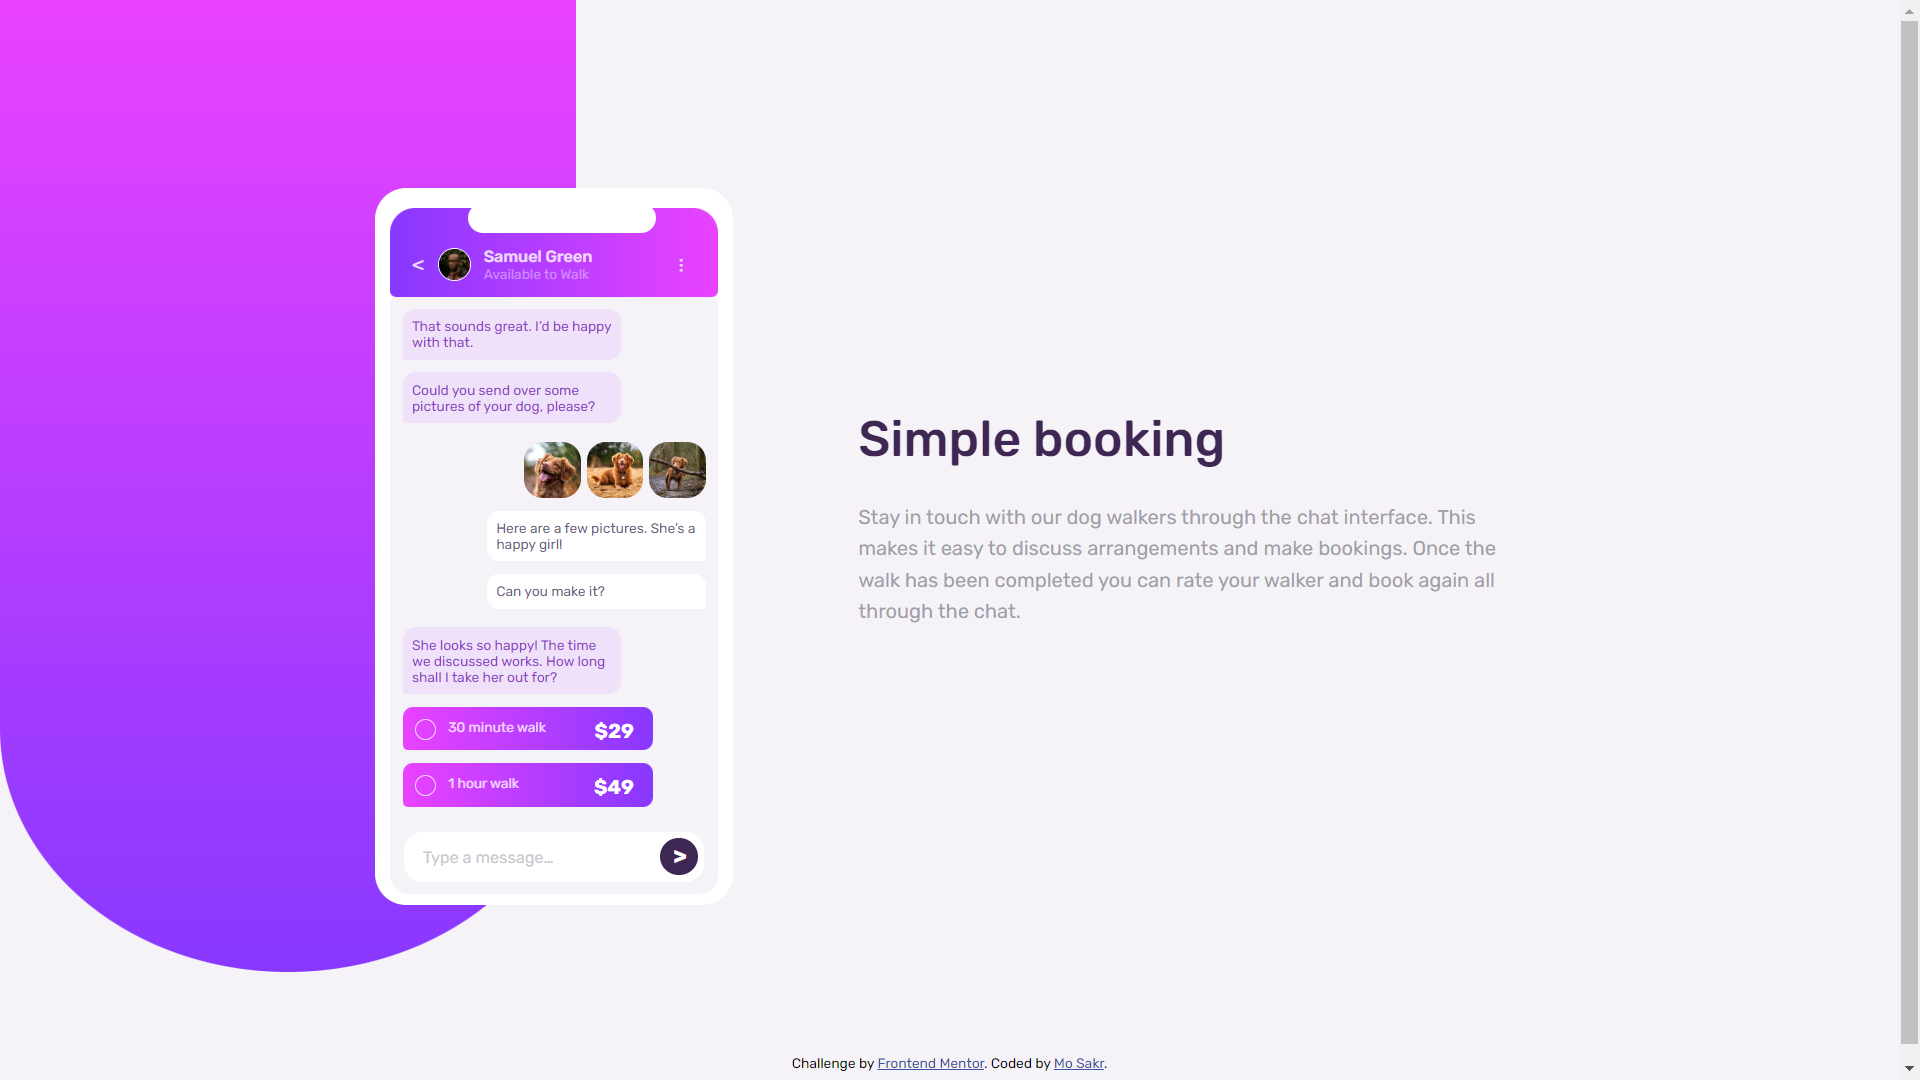 <
Samuel Green
Available to Walk
That sounds great. I’d be happy
with that.
Could you send over some
pictures of your dog, please?
Here are a few pictures. She’s a
happy girl!
Can you make it?
She looks so happy! The time
we discussed works. How long
shall I take her out for?
30 minute walk $29
1 hour walk $49
Type a message…
>
Simple booking
Stay in touch with our dog walkers through the chat interface. This
makes it easy to discuss arrangements and make bookings. Once the
walk has been completed you can rate your walker and book again all
through the chat.
Challenge by Frontend Mentor. Coded by Mo Sakr.